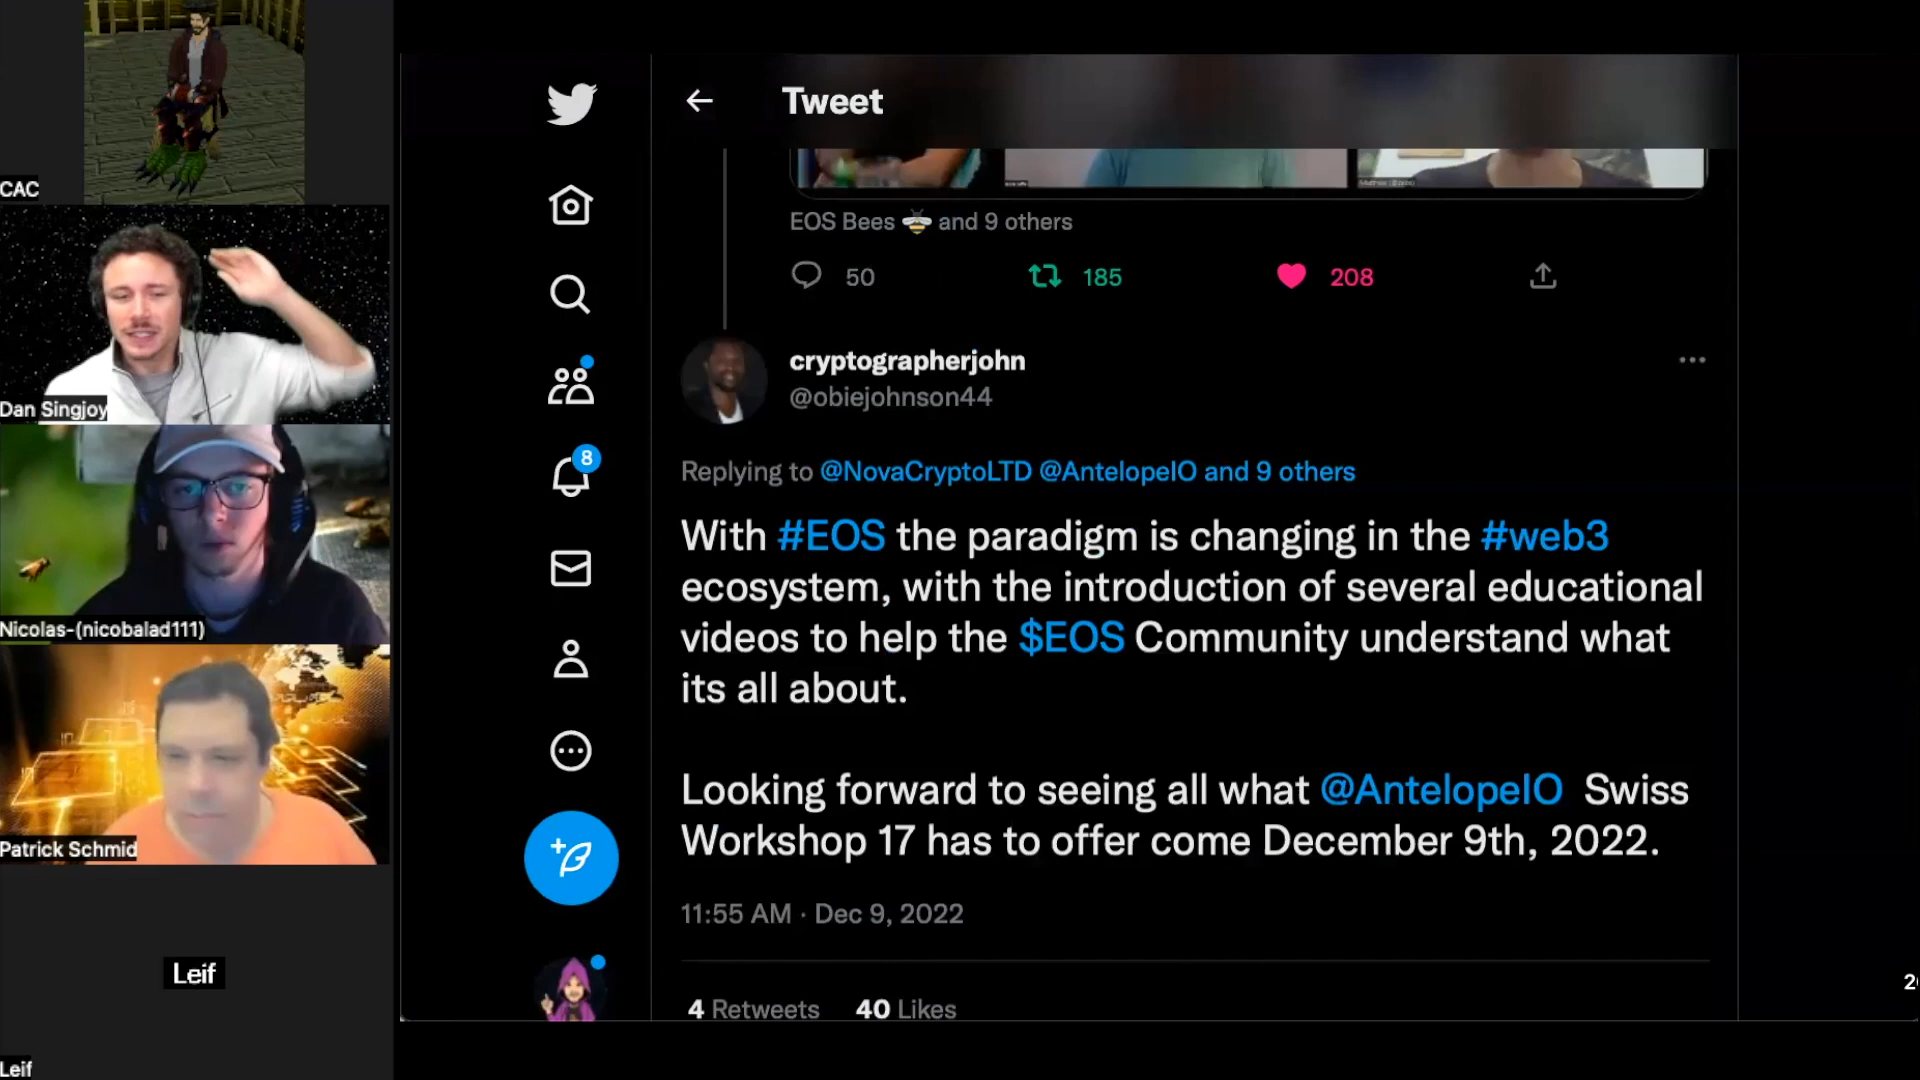 CAC
Dan Singjoy
Nicolas-(nicobalad111)
Patrick Schmid
Leif
Leif
Tweet
EOS Bees 🐝 and 9 others
50 185 208
8
cryptographerjohn
@obiejohnson44
Replying to @NovaCryptoLTD @AntelopeIO and 9 others
With #EOS the paradigm is changing in the #web3
ecosystem, with the introduction of several educational
videos to help the $EOS Community understand what
its all about.
Looking forward to seeing all what @AntelopeIO Swiss
Workshop 17 has to offer come December 9th, 2022.
11:55 AM · Dec 9, 2022
4 Retweets 40 Likes